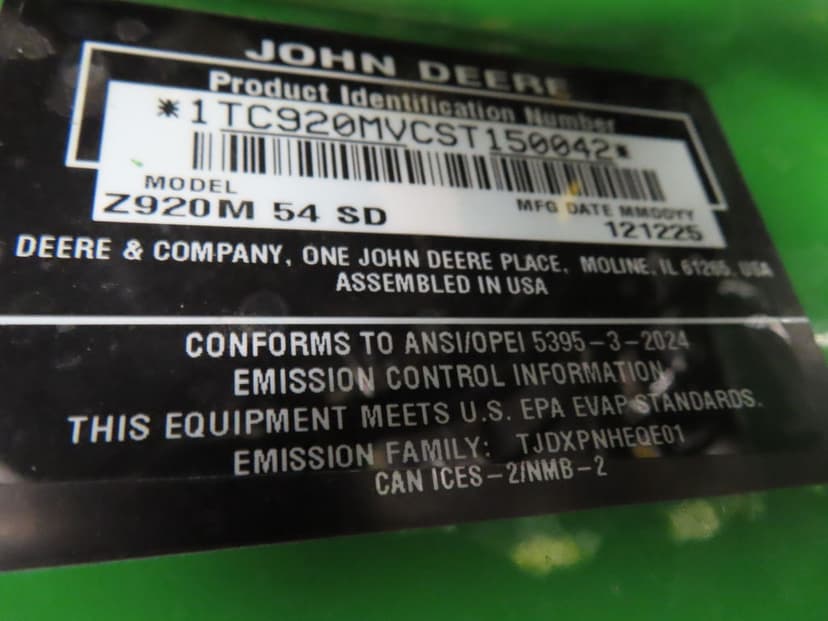 JOHN DEERE
Product Identification Number
*1TC920MVCST150042*
MODEL
Z920M 54 SD
MFG DATE MMDDYY
121225
DEERE & COMPANY, ONE JOHN DEERE PLACE, MOLINE, IL 61265, USA
ASSEMBLED IN USA
CONFORMS TO ANSI/OPEI 5395-3-2024
EMISSION CONTROL INFORMATION
THIS EQUIPMENT MEETS U.S. EPA EVAP STANDARDS.
EMISSION FAMILY: TJDXPNHEQE01
CAN ICES-2/NMB-2